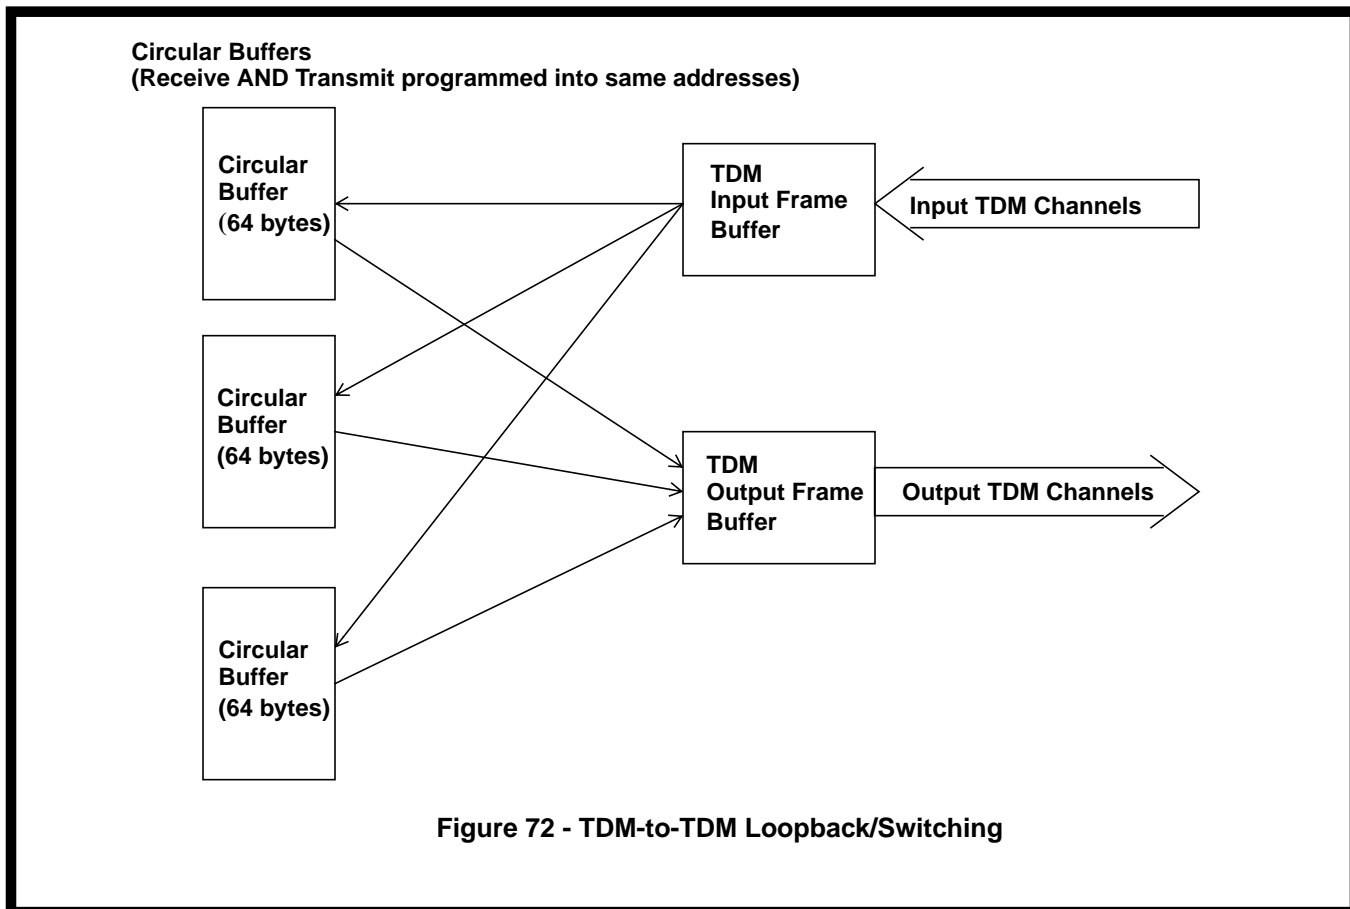 Circular Buffers
(Receive AND Transmit programmed into same addresses)
Circular
Buffer
(64 bytes)
TDM
Input Frame
Buffer
Input TDM Channels
Circular
Buffer
(64 bytes)
TDM
Output Frame
Buffer
Output TDM Channels
Circular
Buffer
(64 bytes)
Figure 72 - TDM-to-TDM Loopback/Switching